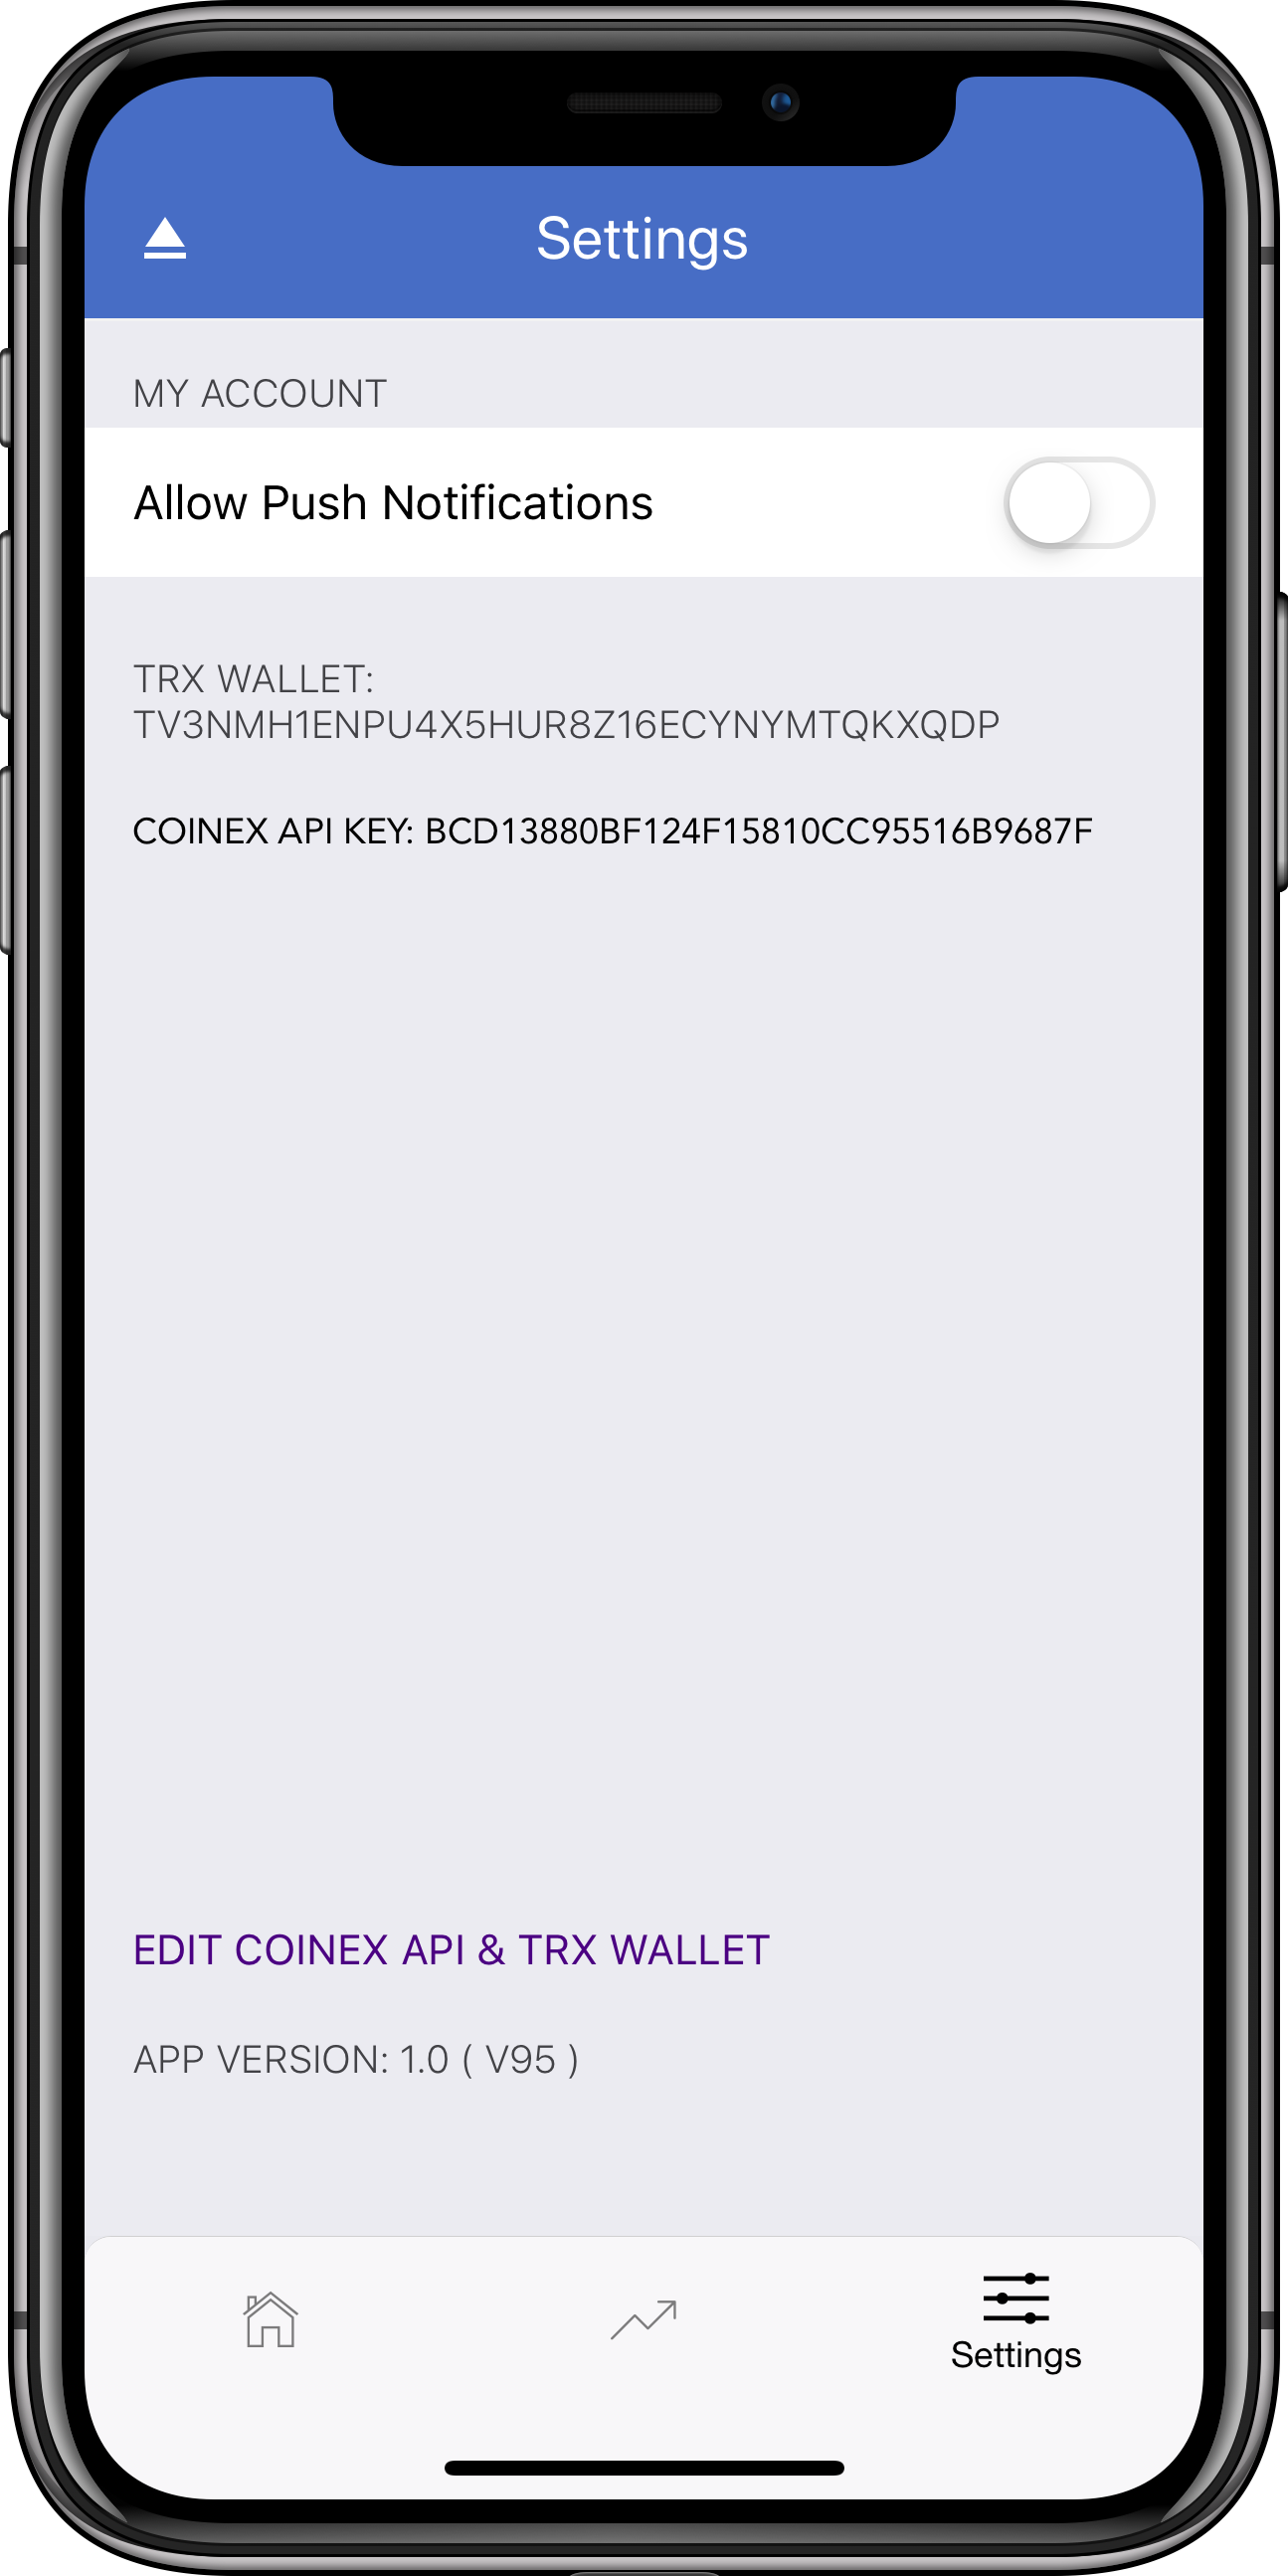 Settings
MY ACCOUNT
Allow Push Notifications
TRX WALLET:
TV3NMH1ENPU4X5HUR8Z16ECYNYMTQKXQDP
COINEX API KEY: BCD13880BF124F15810CC95516B9687F
EDIT COINEX API & TRX WALLET
APP VERSION: 1.0 ( V95 )
Settings